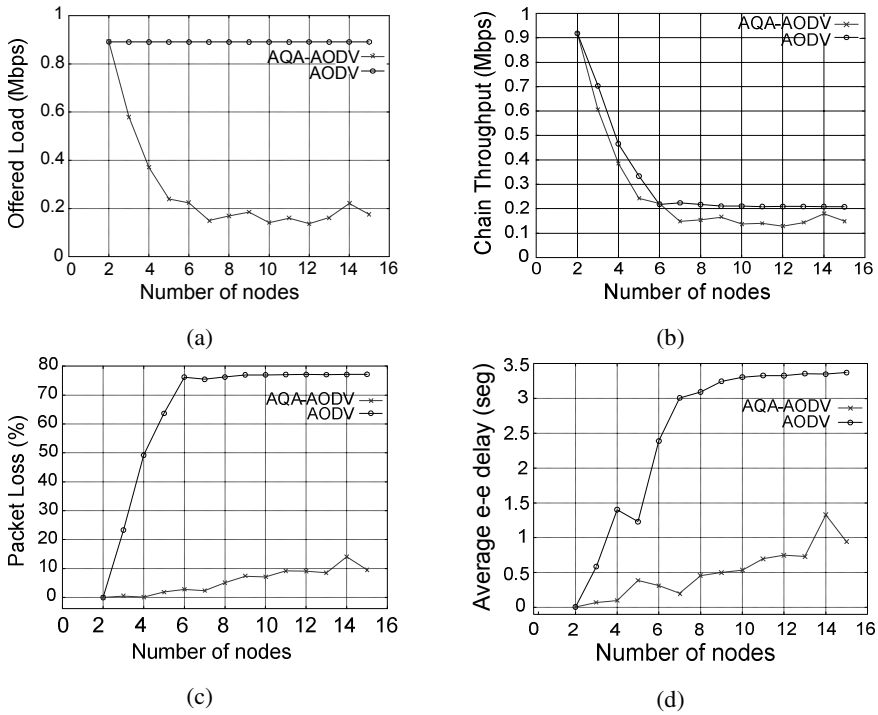 Offered Load (Mbps)
1
0.8
0.6
0.4
0.2
0
0 2 4 6 8 10 12 14 16
Number of nodes
AQA-AODV
AODV
(a)
Chain Throughput (Mbps)
1
0.9
0.8
0.7
0.6
0.5
0.4
0.3
0.2
0.1
0
0 2 4 6 8 10 12 14 16
Number of nodes
AQA-AODV
AODV
(b)
Packet Loss (%)
80
70
60
50
40
30
20
10
0
0 2 4 6 8 10 12 14 16
Number of nodes
AQA-AODV
AODV
(c)
Average e-e delay (seg)
3.5
3
2.5
2
1.5
1
0.5
0
0 2 4 6 8 10 12 14 16
Number of nodes
AQA-AODV
AODV
(d)